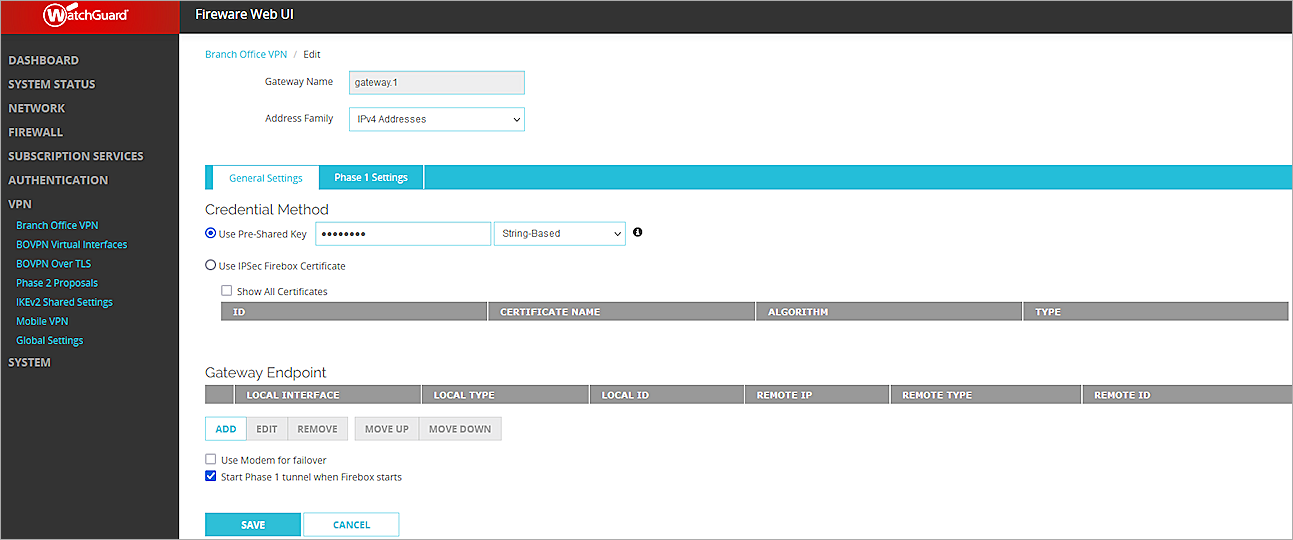 WatchGuard Fireware Web UI
DASHBOARD
SYSTEM STATUS
NETWORK
FIREWALL
SUBSCRIPTION SERVICES
AUTHENTICATION
VPN
Branch Office VPN
BOVPN Virtual Interfaces
BOVPN Over TLS
Phase 2 Proposals
IKEv2 Shared Settings
Mobile VPN
Global Settings
SYSTEM
Branch Office VPN / Edit
Gateway Name gateway.1
Address Family IPv4 Addresses
General Settings Phase 1 Settings
Credential Method
Use Pre-Shared Key •••••••• String-Based
Use IPSec Firebox Certificate
Show All Certificates
ID CERTIFICATE NAME ALGORITHM TYPE
Gateway Endpoint
LOCAL INTERFACE LOCAL TYPE LOCAL ID REMOTE IP REMOTE TYPE REMOTE ID
ADD EDIT REMOVE MOVE UP MOVE DOWN
Use Modem for failover
Start Phase 1 tunnel when Firebox starts
SAVE CANCEL